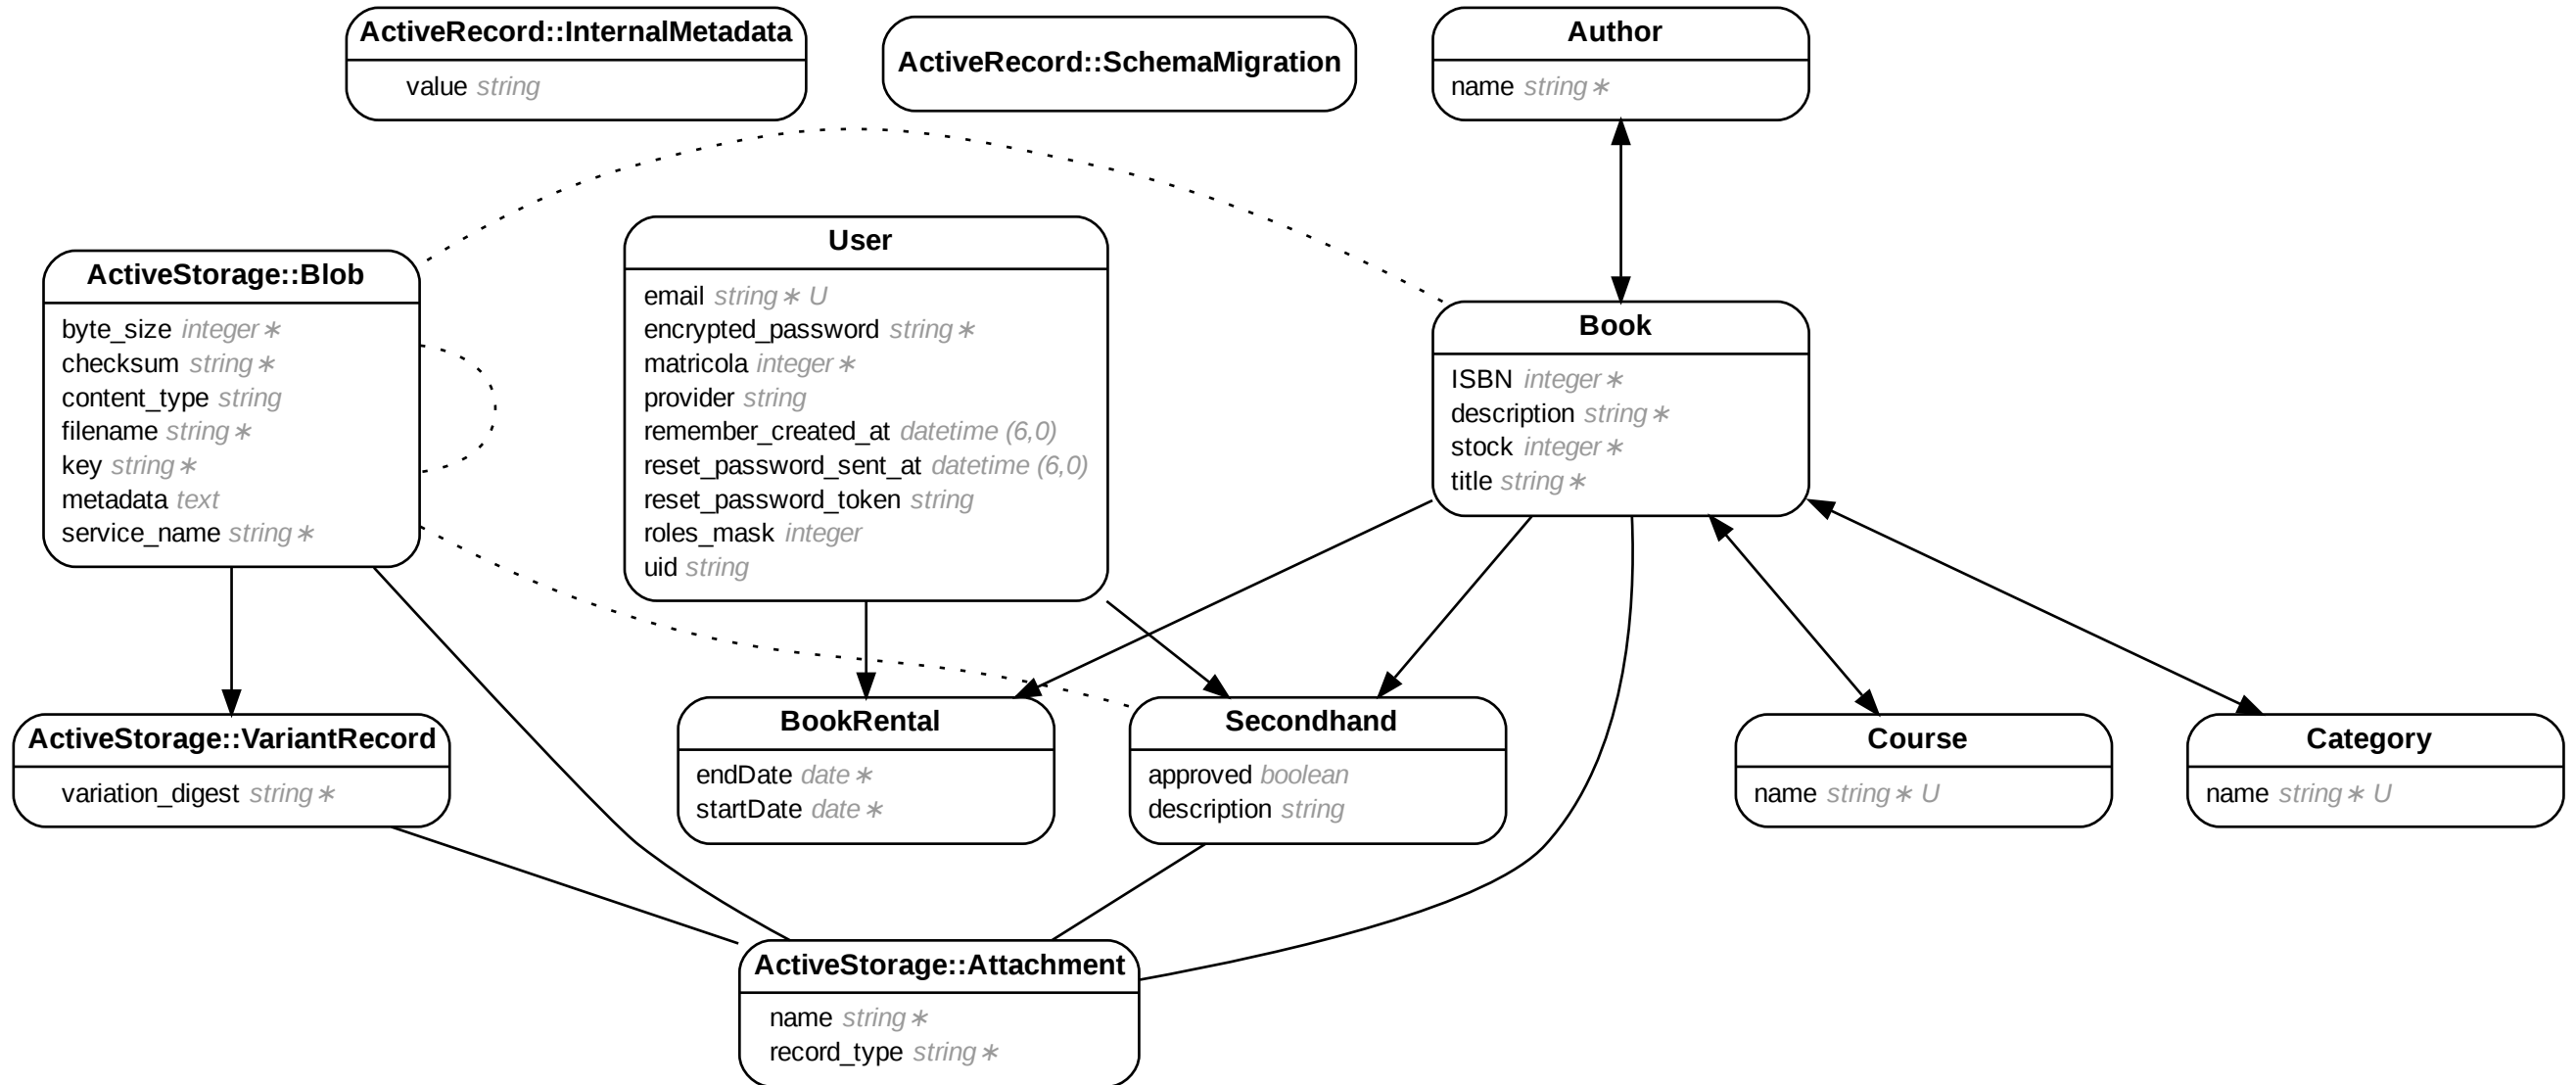 ActiveRecord::InternalMetadata
value string
ActiveRecord::SchemaMigration
Author
name string ∗
ActiveStorage::Blob
byte_size integer ∗
checksum string ∗
content_type string
filename string ∗
key string ∗
metadata text
service_name string ∗
User
email string ∗ U
encrypted_password string ∗
matricola integer ∗
provider string
remember_created_at datetime (6,0)
reset_password_sent_at datetime (6,0)
reset_password_token string
roles_mask integer
uid string
Book
ISBN integer ∗
description string ∗
stock integer ∗
title string ∗
ActiveStorage::VariantRecord
variation_digest string ∗
BookRental
endDate date ∗
startDate date ∗
Secondhand
approved boolean
description string
Course
name string ∗ U
Category
name string ∗ U
ActiveStorage::Attachment
name string ∗
record_type string ∗